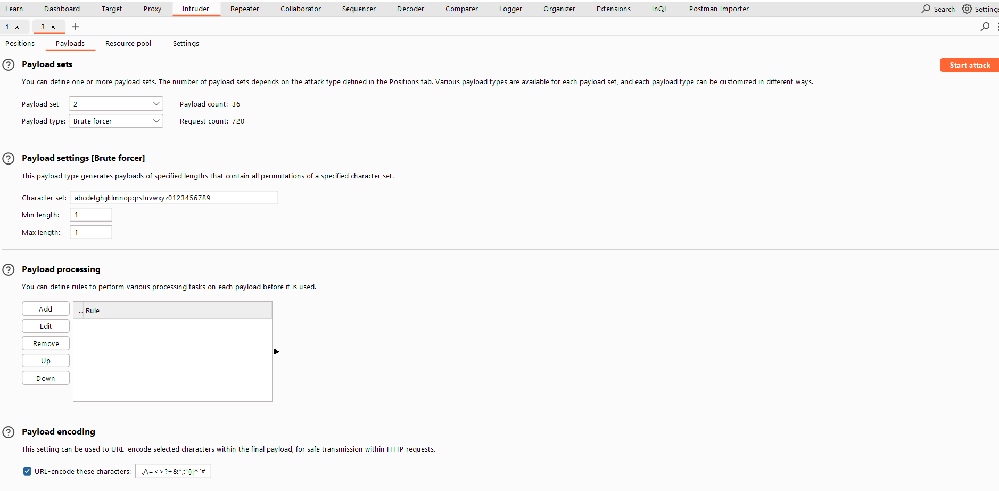 Learn Dashboard Target Proxy Intruder Repeater Collaborator Sequencer Decoder Comparer Logger Organizer Extensions InQL Postman Importer Search Settings
1 × 3 × +
Positions Payloads Resource pool Settings
Payload sets
Start attack
You can define one or more payload sets. The number of payload sets depends on the attack type defined in the Positions tab. Various payload types are available for each payload set, and each payload type can be customized in different ways.
Payload set: 2 Payload count: 36
Payload type: Brute forcer Request count: 720
Payload settings [Brute forcer]
This payload type generates payloads of specified lengths that contain all permutations of a specified character set.
Character set: abcdefghijklmnopqrstuvwxyz0123456789
Min length: 1
Max length: 1
Payload processing
You can define rules to perform various processing tasks on each payload before it is used.
Add
... Rule
Edit
Remove
Up
Down
Payload encoding
This setting can be used to URL-encode selected characters within the final payload, for safe transmission within HTTP requests.
URL-encode these characters: ./\=<>?+&*;:"{}|^`#